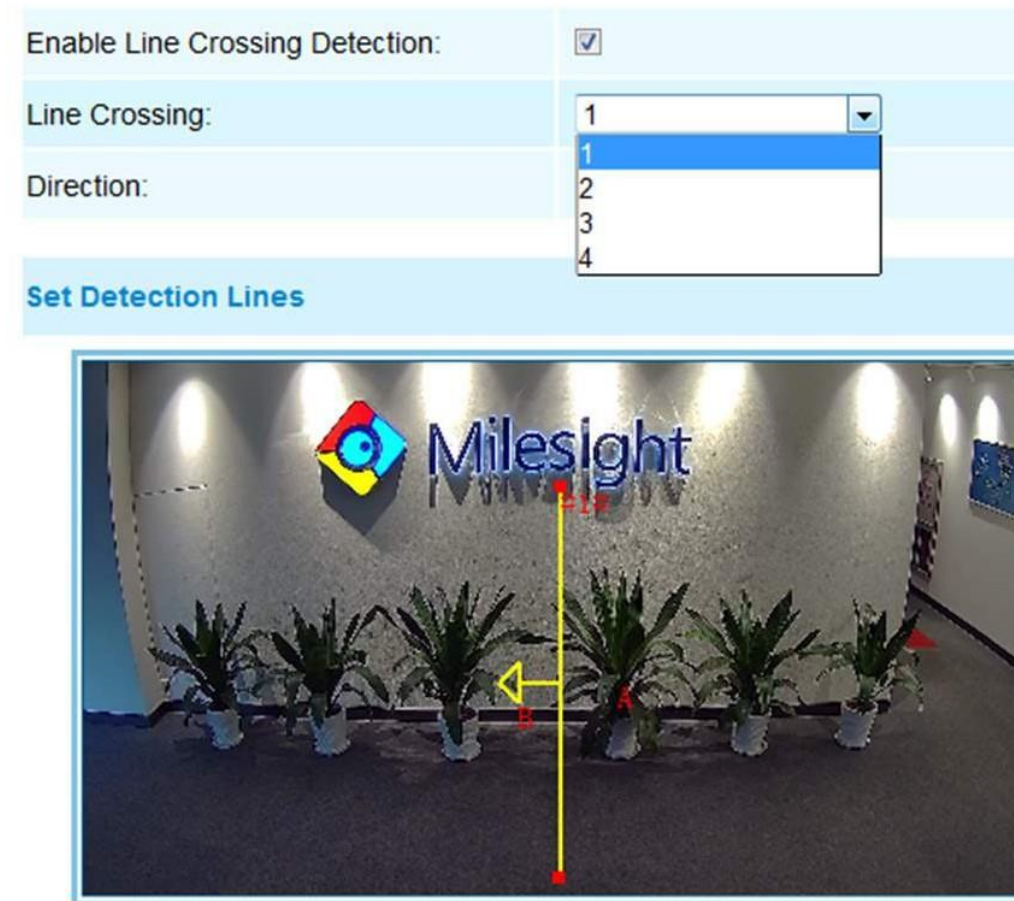 Enable Line Crossing Detection:
Line Crossing:
1
1
2
3
4
Direction:
Set Detection Lines
Milesight
#1#
B
A